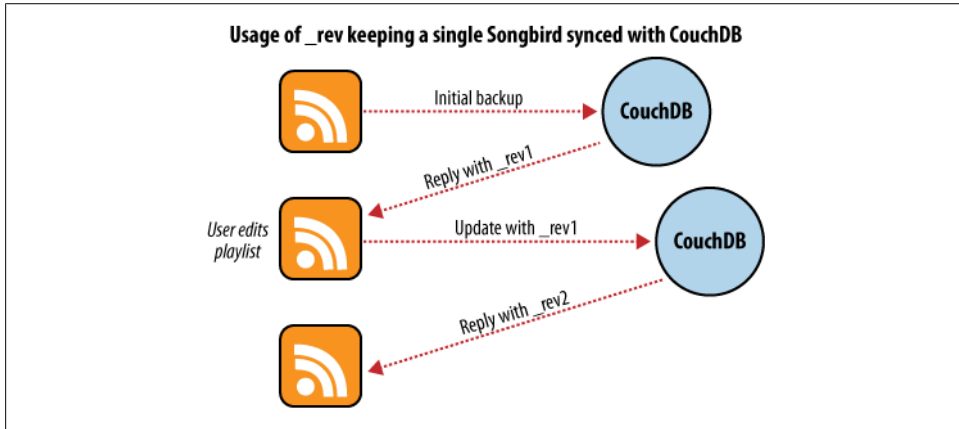 Usage of _rev keeping a single Songbird synced with CouchDB
Initial backup
CouchDB
Reply with _rev1
User edits
playlist
Update with _rev1
CouchDB
Reply with _rev2